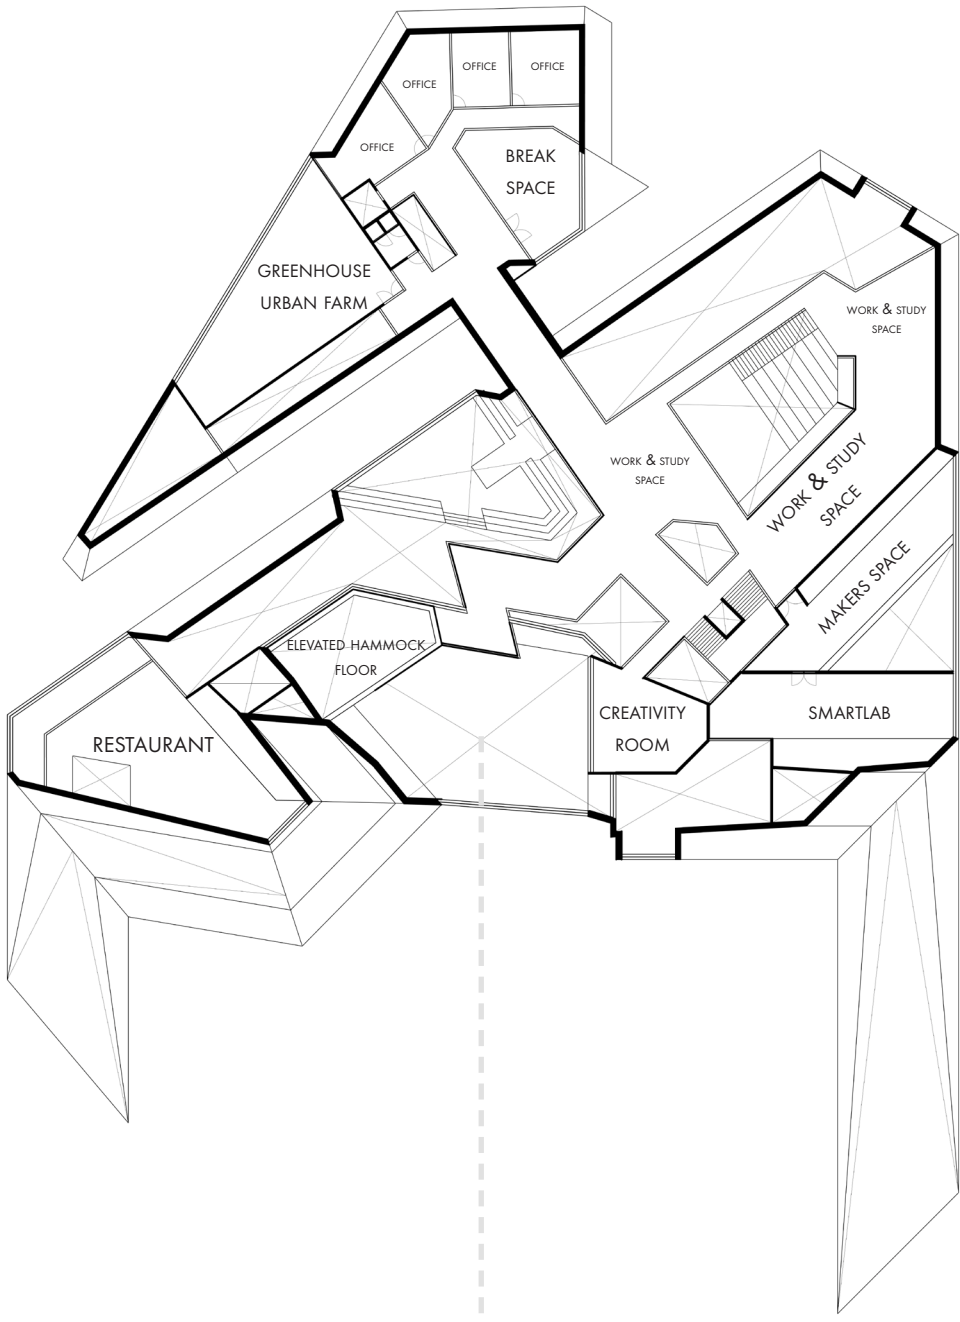 OFFICE
OFFICE
OFFICE
OFFICE
BREAK
SPACE
GREENHOUSE
URBAN FARM
WORK & STUDY
SPACE
WORK & STUDY
SPACE
WORK & STUDY
SPACE
MAKERS SPACE
ELEVATED HAMMOCK
FLOOR
RESTAURANT
CREATIVITY
ROOM
SMARTLAB